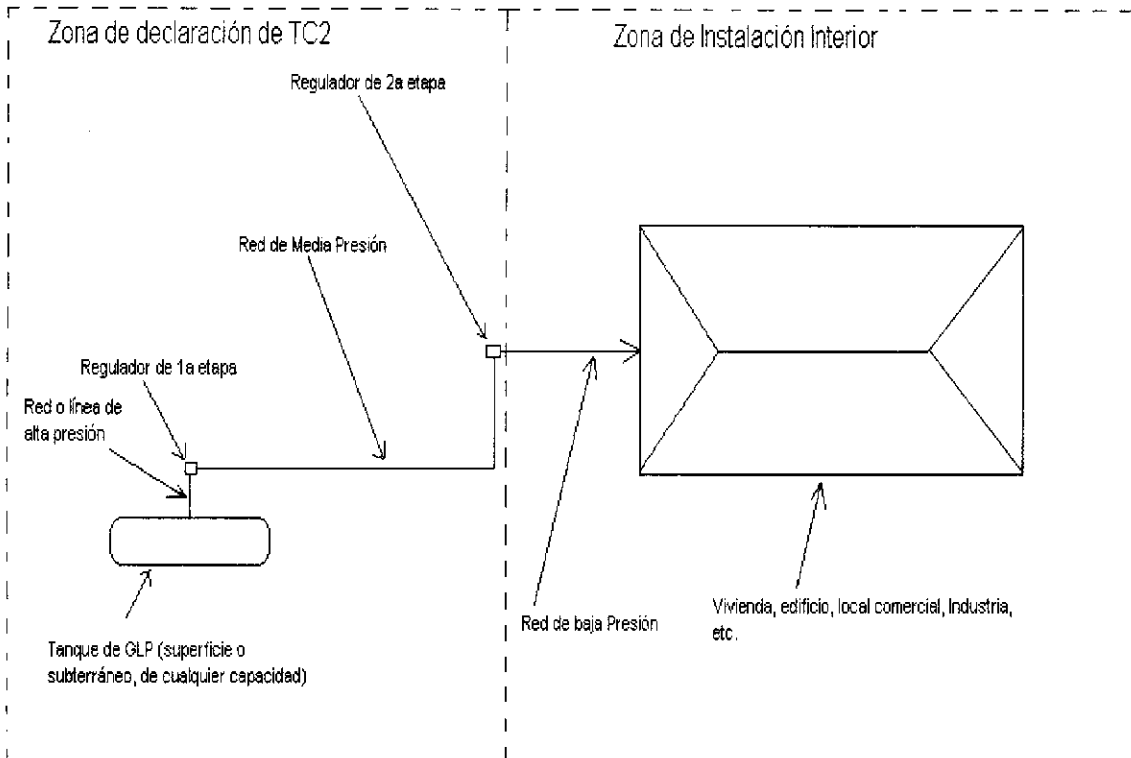 Zona de declaración de TC2
Zona de Instalación Interior
Regulador de 2a etapa
Red de Media Presión
Regulador de 1a etapa
Red o línea de
alta presión
Red de baja Presión
Vivienda, edificio, local comercial, Industria,
etc.
Tanque de GLP (superficie o
subterráneo, de cualquier capacidad)